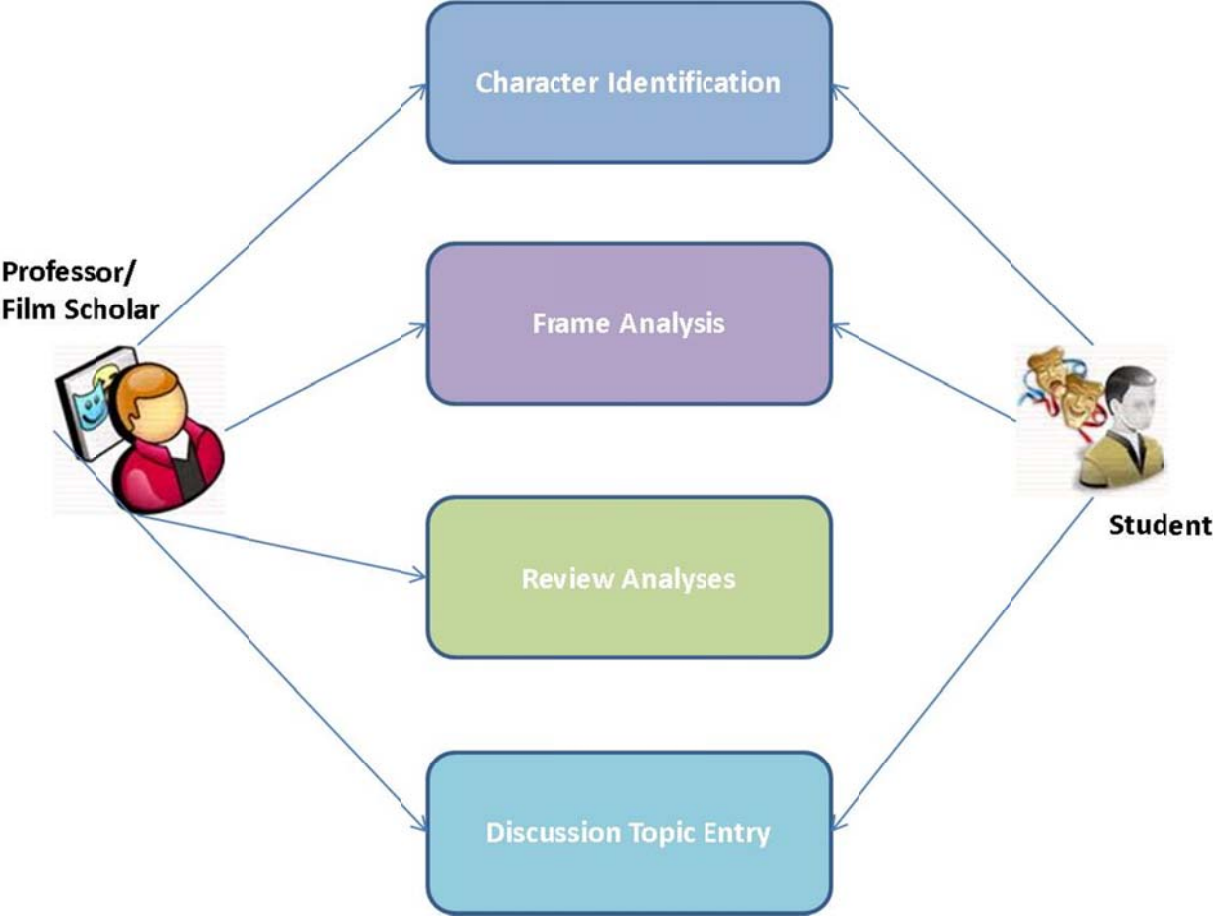 Character Identification
Professor/
Film Scholar
Frame Analysis
Student
Review Analyses
Discussion Topic Entry